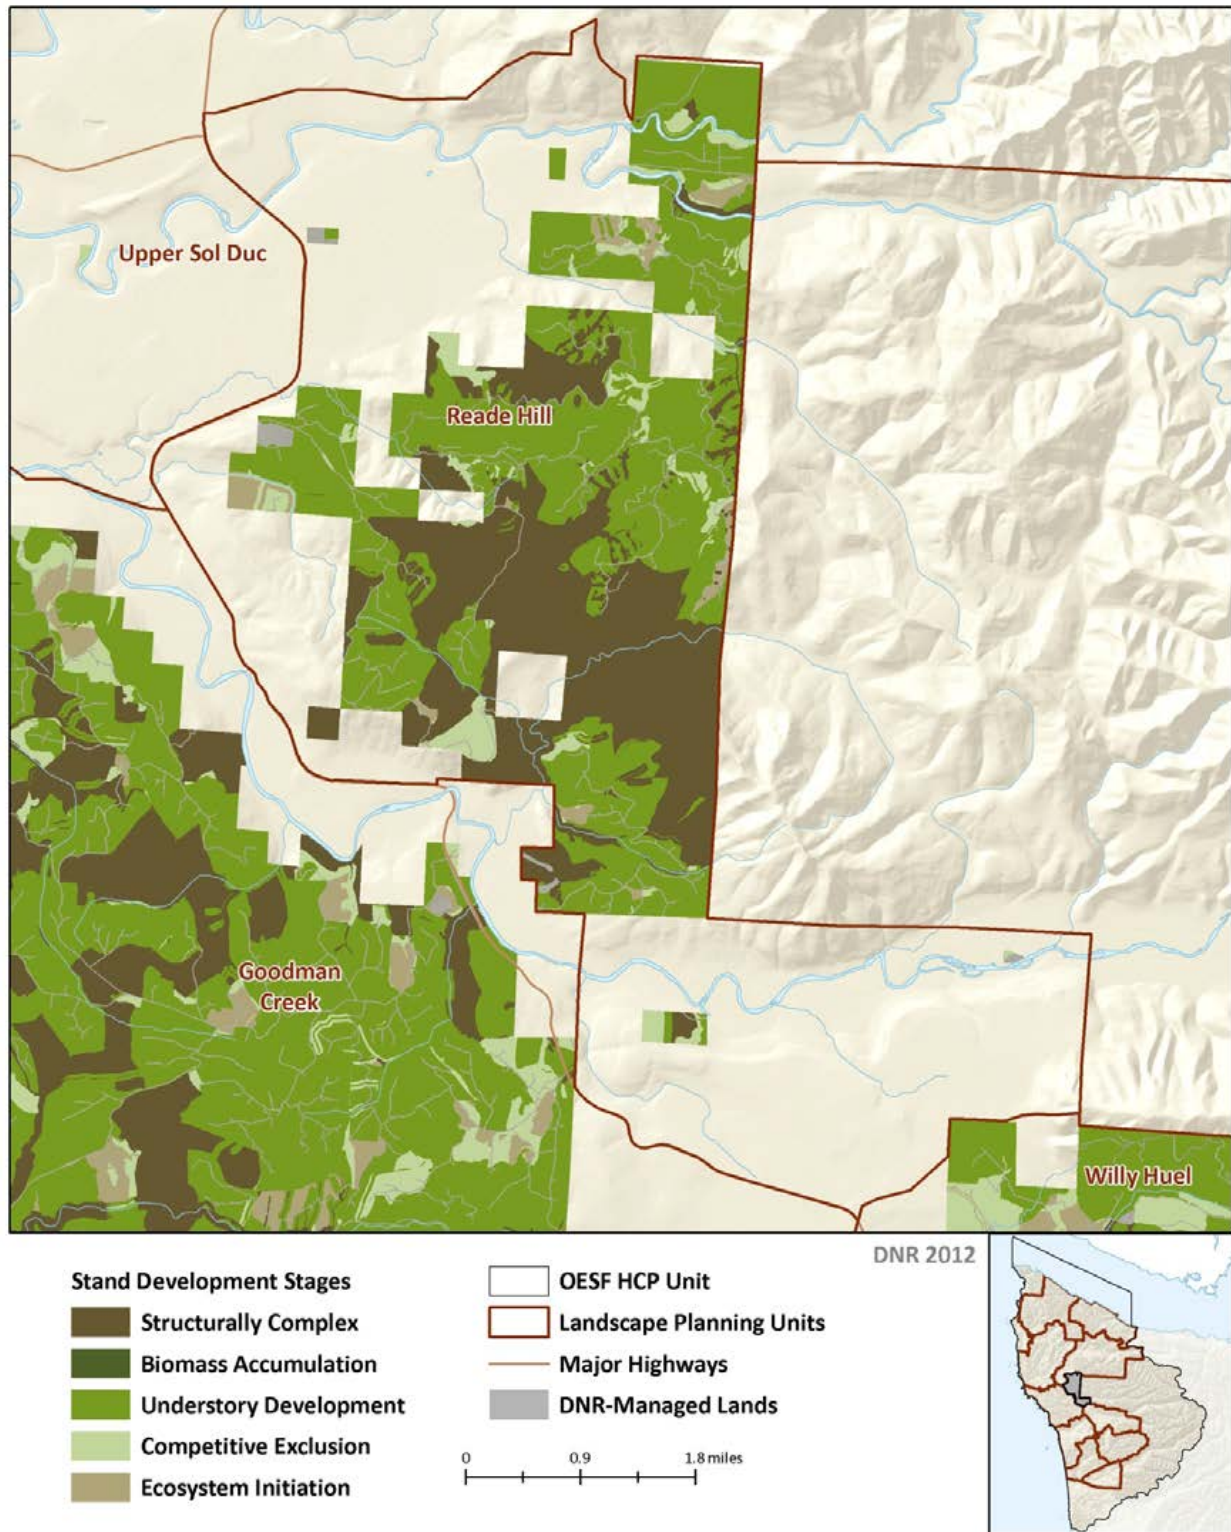 Upper Sol Duc
Reade Hill
Goodman
Creek
Willy Huel
DNR 2012
Stand Development Stages
Structurally Complex
Biomass Accumulation
Understory Development
Competitive Exclusion
Ecosystem Initiation
OESF HCP Unit
Landscape Planning Units
Major Highways
DNR-Managed Lands
0 0.9 1.8 miles